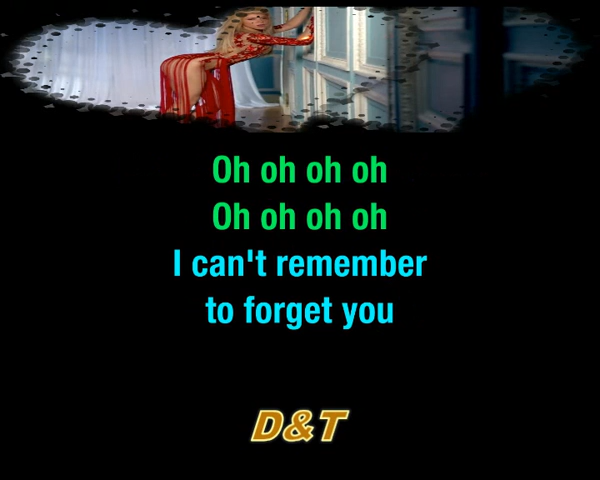 Oh oh oh oh
Oh oh oh oh
I can't remember
to forget you
D&T